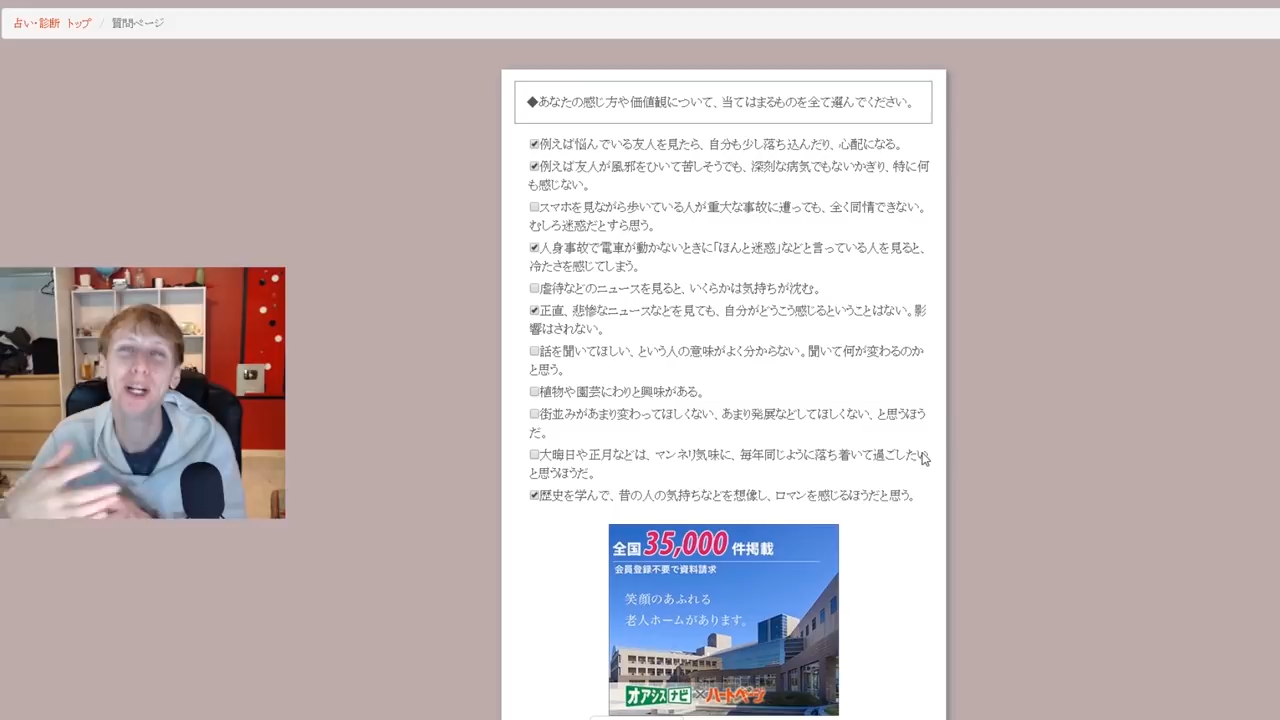 占い・診断 トップ / 質問ページ
◆あなたの感じ方や価値観について、当てはまるものを全て選んでください。
例えば悩んでいる友人を見たら、自分も少し落ち込んだり、心配になる。
例えば友人が風邪をひいて苦しそうでも、深刻な病気でもないかぎり、特に何
も感じない。
スマホを見ながら歩いている人が重大な事故に遭っても、全く同情できない。
むしろ迷惑だとすら思う。
人身事故で電車が動かないときに「ほんと迷惑」などと言っている人を見ると、
冷たさを感じてしまう。
虐待などのニュースを見ると、いくらかは気持ちが沈む。
正直、悲惨なニュースなどを見ても、自分がどうこう感じるということはない。影
響はされない。
話を聞いてほしい、という人の意味がよく分からない。聞いて何が変わるのか
と思う。
植物や園芸にわりと興味がある。
街並みがあまり変わってほしくない、あまり発展などしてほしくない、と思うほう
だ。
大晦日や正月などは、マンネリ気味に、毎年同じように落ち着いて過ごしたい
と思うほうだ。
歴史を学んで、昔の人の気持ちなどを想像し、ロマンを感じるほうだと思う。
全国35,000件掲載
会員登録不要で資料請求
笑顔のあふれる
老人ホームがあります。
オアシスナビ×ハートページ